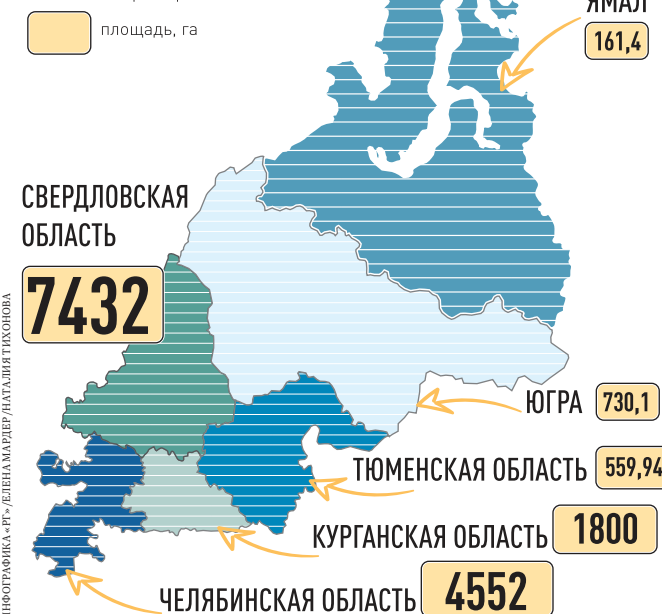 ЯМАЛ
161,4
площадь, га
СВЕРДЛОВСКАЯ
ОБЛАСТЬ
7432
ЮГРА
730,1
ТЮМЕНСКАЯ ОБЛАСТЬ
559,94
КУРГАНСКАЯ ОБЛАСТЬ
1800
ЧЕЛЯБИНСКАЯ ОБЛАСТЬ
4552
ИНФОГРАФИКА «РГ» /ЕЛЕНА МАРДЕР /НАТАЛИЯ ТИХОНОВА